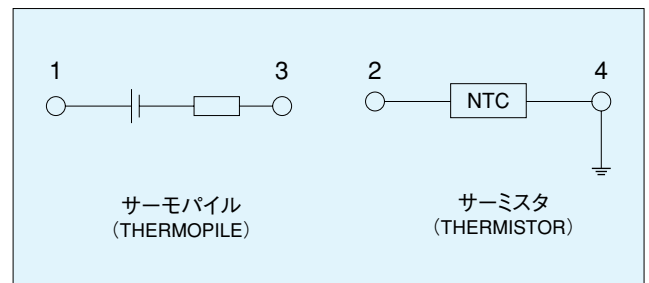 1 3 2 4
NTC
サーモパイル
（THERMOPILE）
サーミスタ
（THERMISTOR）